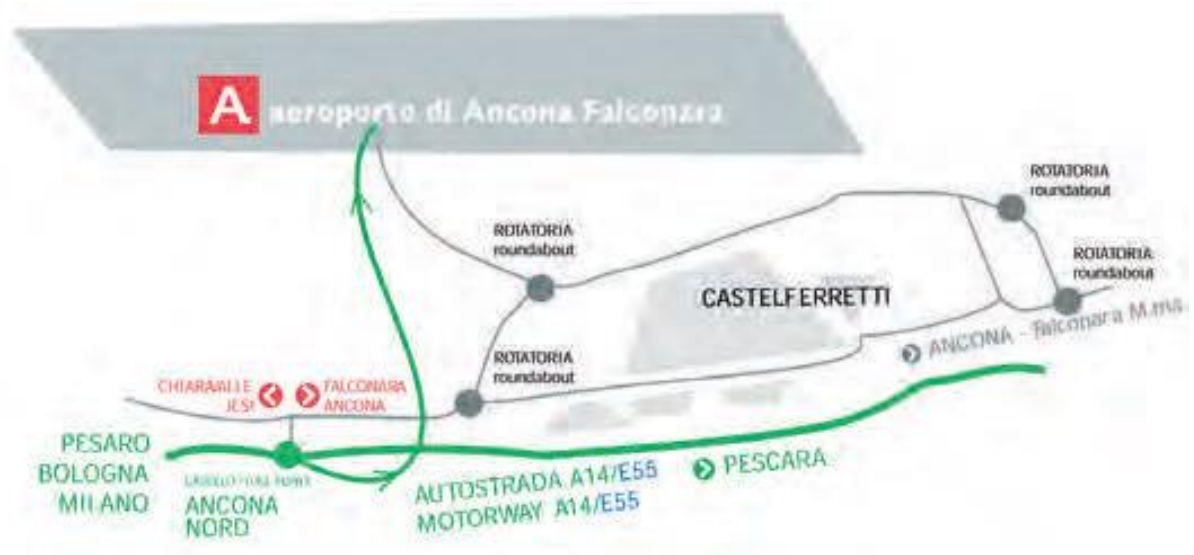 A aeroporto di Ancona Falconara
ROTATORIA
roundabout
ROTATORIA
roundabout
ROTATORIA
roundabout
CASTELFERRETTI
ANCONA - Falconara M.ma
ROTATORIA
roundabout
CHIARAVALLE
JESI
FALCONARA
ANCONA
PESARO
BOLOGNA
MILANO
ANCONA
NORD
AUTOSTRADA A14/E55
MOTORWAY A14/E55
PESCARA